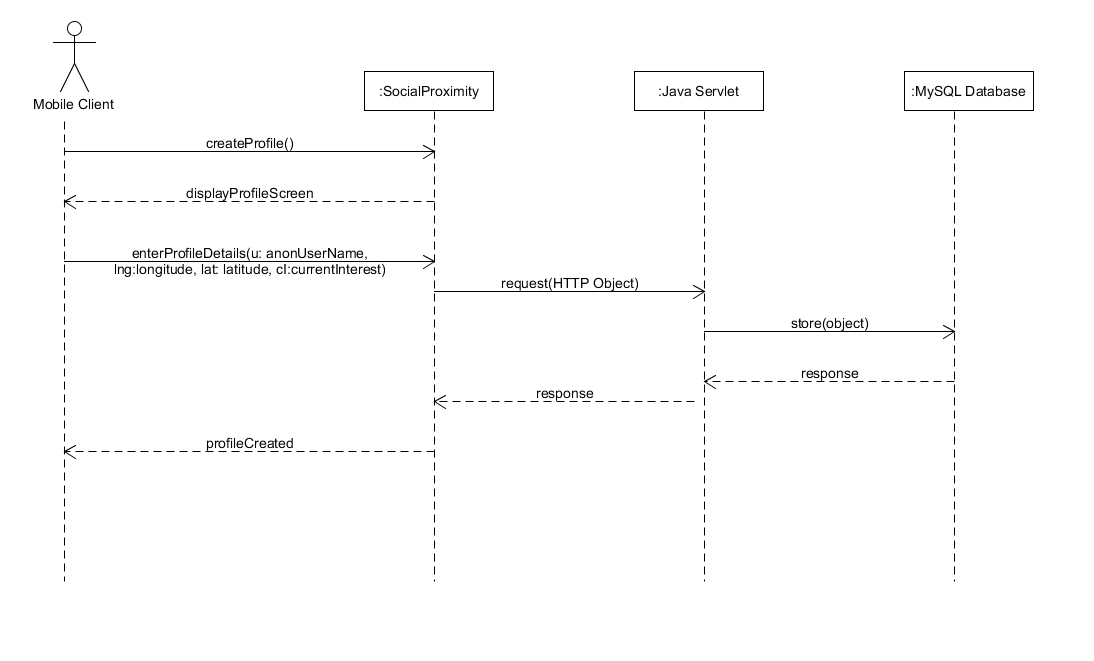 Mobile Client
:SocialProximity
:Java Servlet
:MySQL Database
createProfile()
displayProfileScreen
enterProfileDetails(u: anonUserName,
lng:longitude, lat: latitude, cI:currentInterest)
request(HTTP Object)
store(object)
response
response
profileCreated